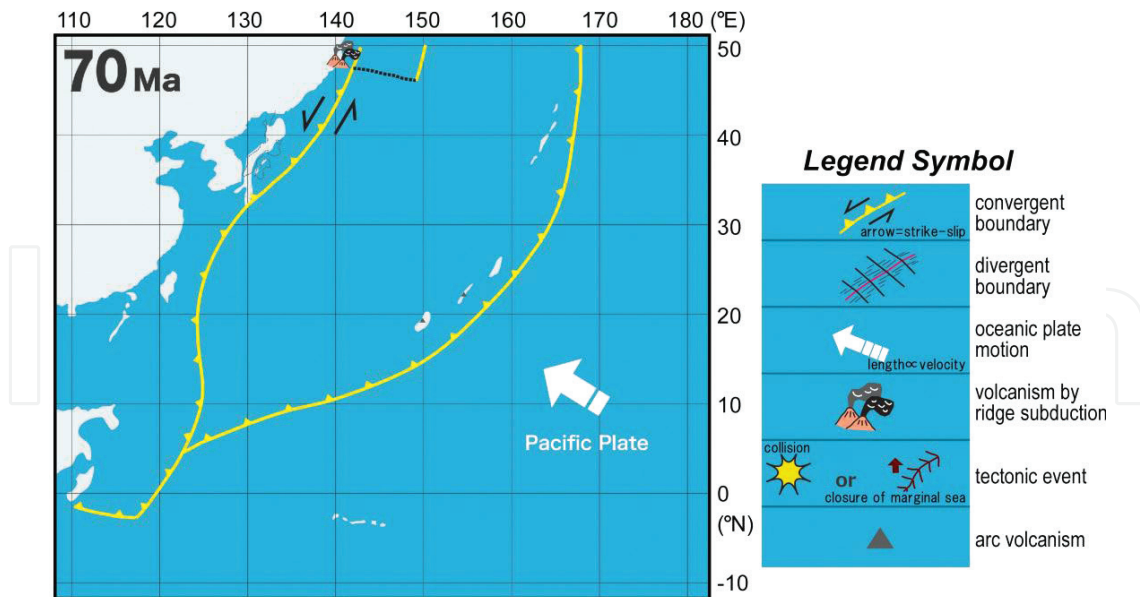 110 120 130 140 150 160 170 180 (ºE)
70 Ma
50
40
30
20
10
0
(ºN)
-10
Pacific Plate
Legend Symbol
arrow=strike-slip
convergent
boundary
divergent
boundary
length∝velocity
oceanic plate
motion
volcanism by
ridge subduction
collision
or
closure of marginal sea
tectonic event
arc volcanism